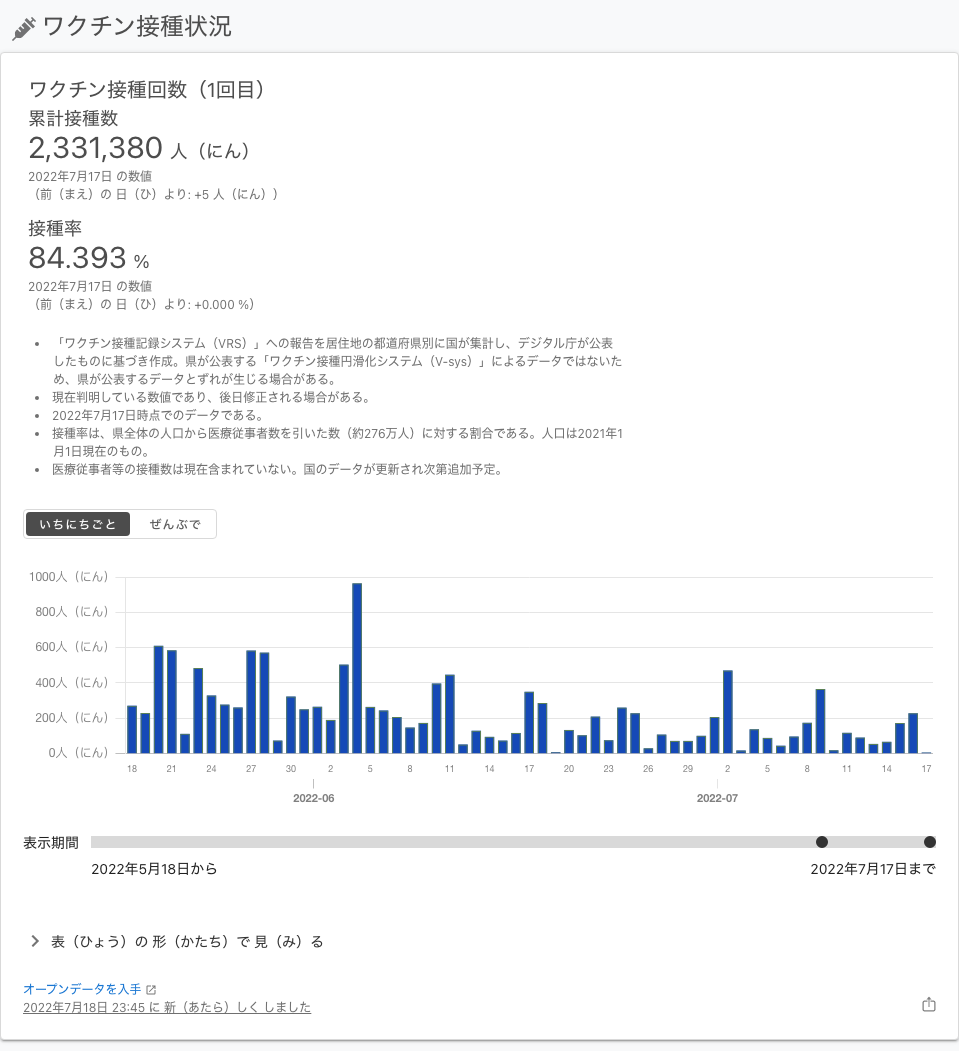 ワクチン接種状況
ワクチン接種回数（1回目）
累計接種数
2,331,380 人（にん）
2022年7月17日 の数値
（前（まえ）の 日（ひ）より: +5 人（にん））
接種率
84.393 %
2022年7月17日 の数値
（前（まえ）の 日（ひ）より: +0.000 %）
• 「ワクチン接種記録システム（VRS）」への報告を居住地の都道府県別に国が集計し、デジタル庁が公表
したものに基づき作成。県が公表する「ワクチン接種円滑化システム（V-sys）」によるデータではないた
め、県が公表するデータとずれが生じる場合がある。
• 現在判明している数値であり、後日修正される場合がある。
• 2022年7月17日時点でのデータである。
• 接種率は、県全体の人口から医療従事者数を引いた数（約276万人）に対する割合である。人口は2021年1
月1日現在のもの。
• 医療従事者等の接種数は現在含まれていない。国のデータが更新され次第追加予定。
いちにちごと ぜんぶで
1000人（にん）
800人（にん）
600人（にん）
400人（にん）
200人（にん）
0人（にん）
18 21 24 27 30 2 5 8 11 14 17 20 23 26 29 2 5 8 11 14 17
2022-06 2022-07
表示期間
2022年5月18日から 2022年7月17日まで
表（ひょう）の 形（かたち）で 見（み）る
オープンデータを入手
2022年7月18日 23:45 に 新（あたら）しく しました